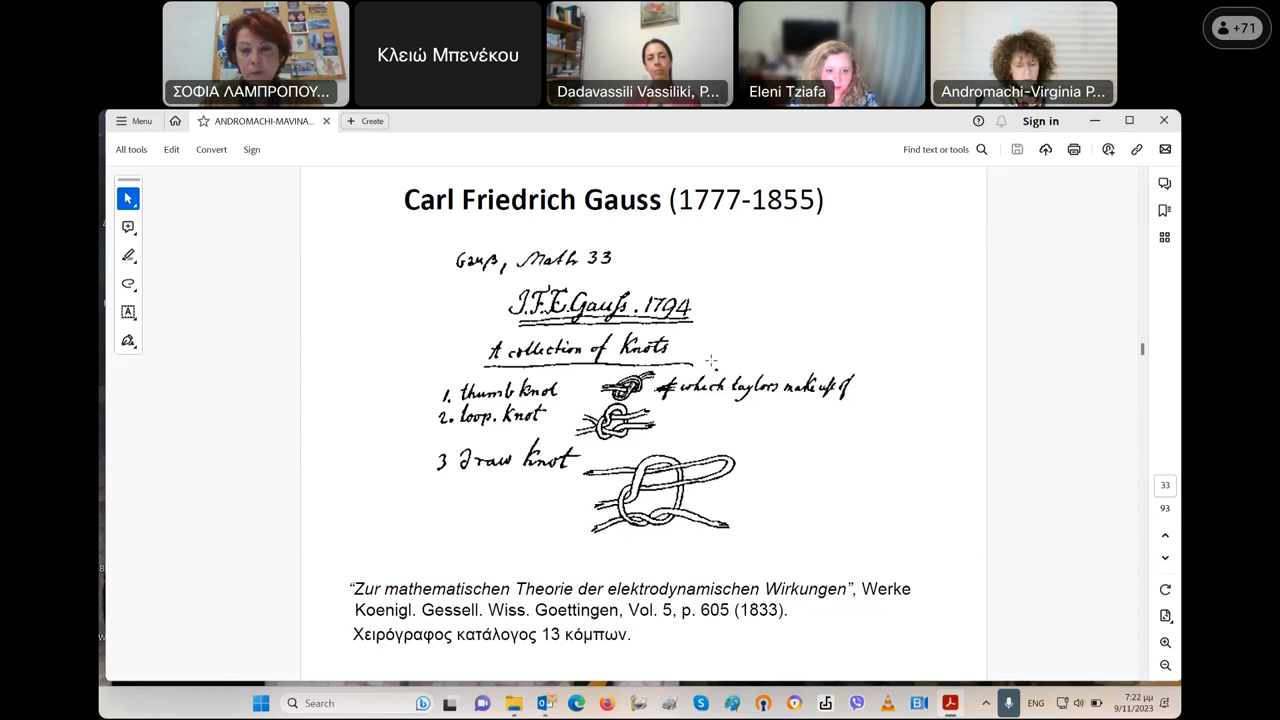 +71
ΣΟΦΙΑ ΛΑΜΠΡΟΠΟΥ...
Κλειώ Μπενέκου
Dadavassili Vassiliki, P...
Eleni Tziafa
Andromachi-Virginia P...
Menu
ANDROMACHI-MAVINA...
Create
Sign in
All tools
Edit
Convert
Sign
Find text or tools
Carl Friedrich Gauss (1777-1855)
Gauß, Math 33
J.F.C. Gauss. 1794
A collection of Knots
1. thumb knot
which taylors make use of
2. loop. Knot
3 Draw Knot
33
93
"Zur mathematischen Theorie der elektrodynamischen Wirkungen", Werke
Koenigl. Gessell. Wiss. Goettingen, Vol. 5, p. 605 (1833).
Χειρόγραφος κατάλογος 13 κόμπων.
Search
ENG
7:22 μμ
9/11/2023